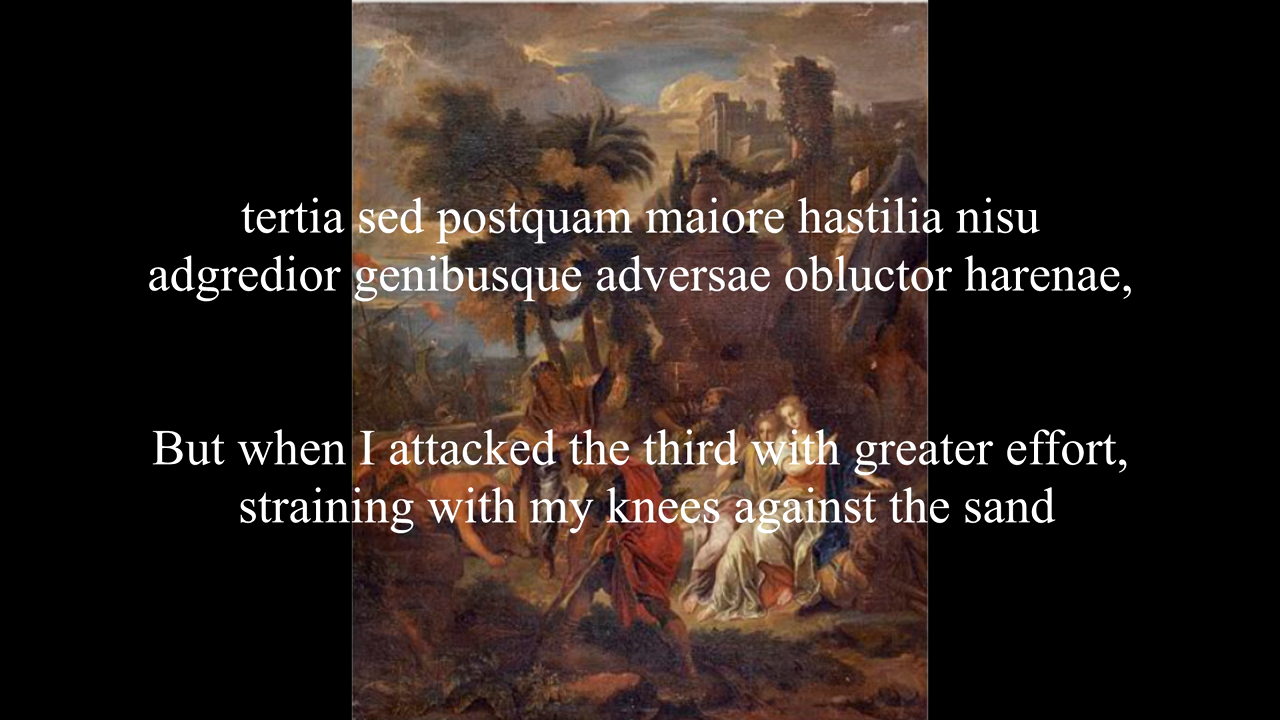 tertia sed postquam maiore hastilia nisu
adgredior genibusque adversae obluctor harenae,
But when I attacked the third with greater effort,
straining with my knees against the sand